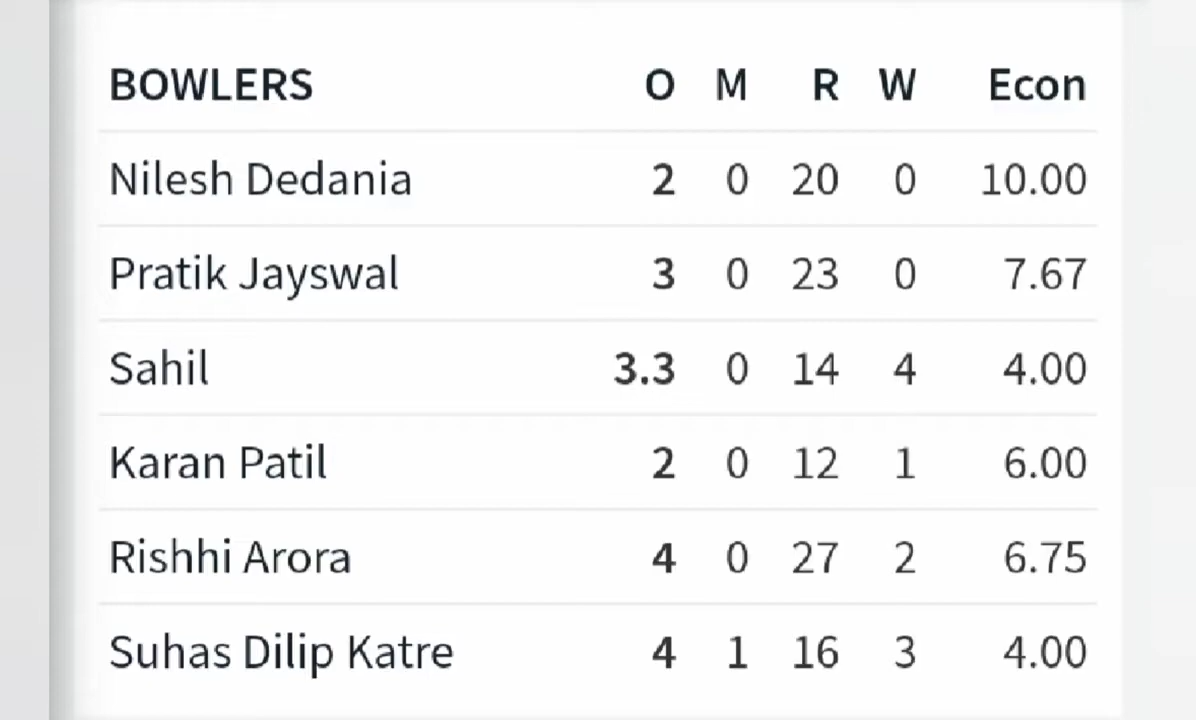 BOWLERS O M R W Econ
Nilesh Dedania 2 0 20 0 10.00
Pratik Jayswal 3 0 23 0 7.67
Sahil 3.3 0 14 4 4.00
Karan Patil 2 0 12 1 6.00
Rishhi Arora 4 0 27 2 6.75
Suhas Dilip Katre 4 1 16 3 4.00